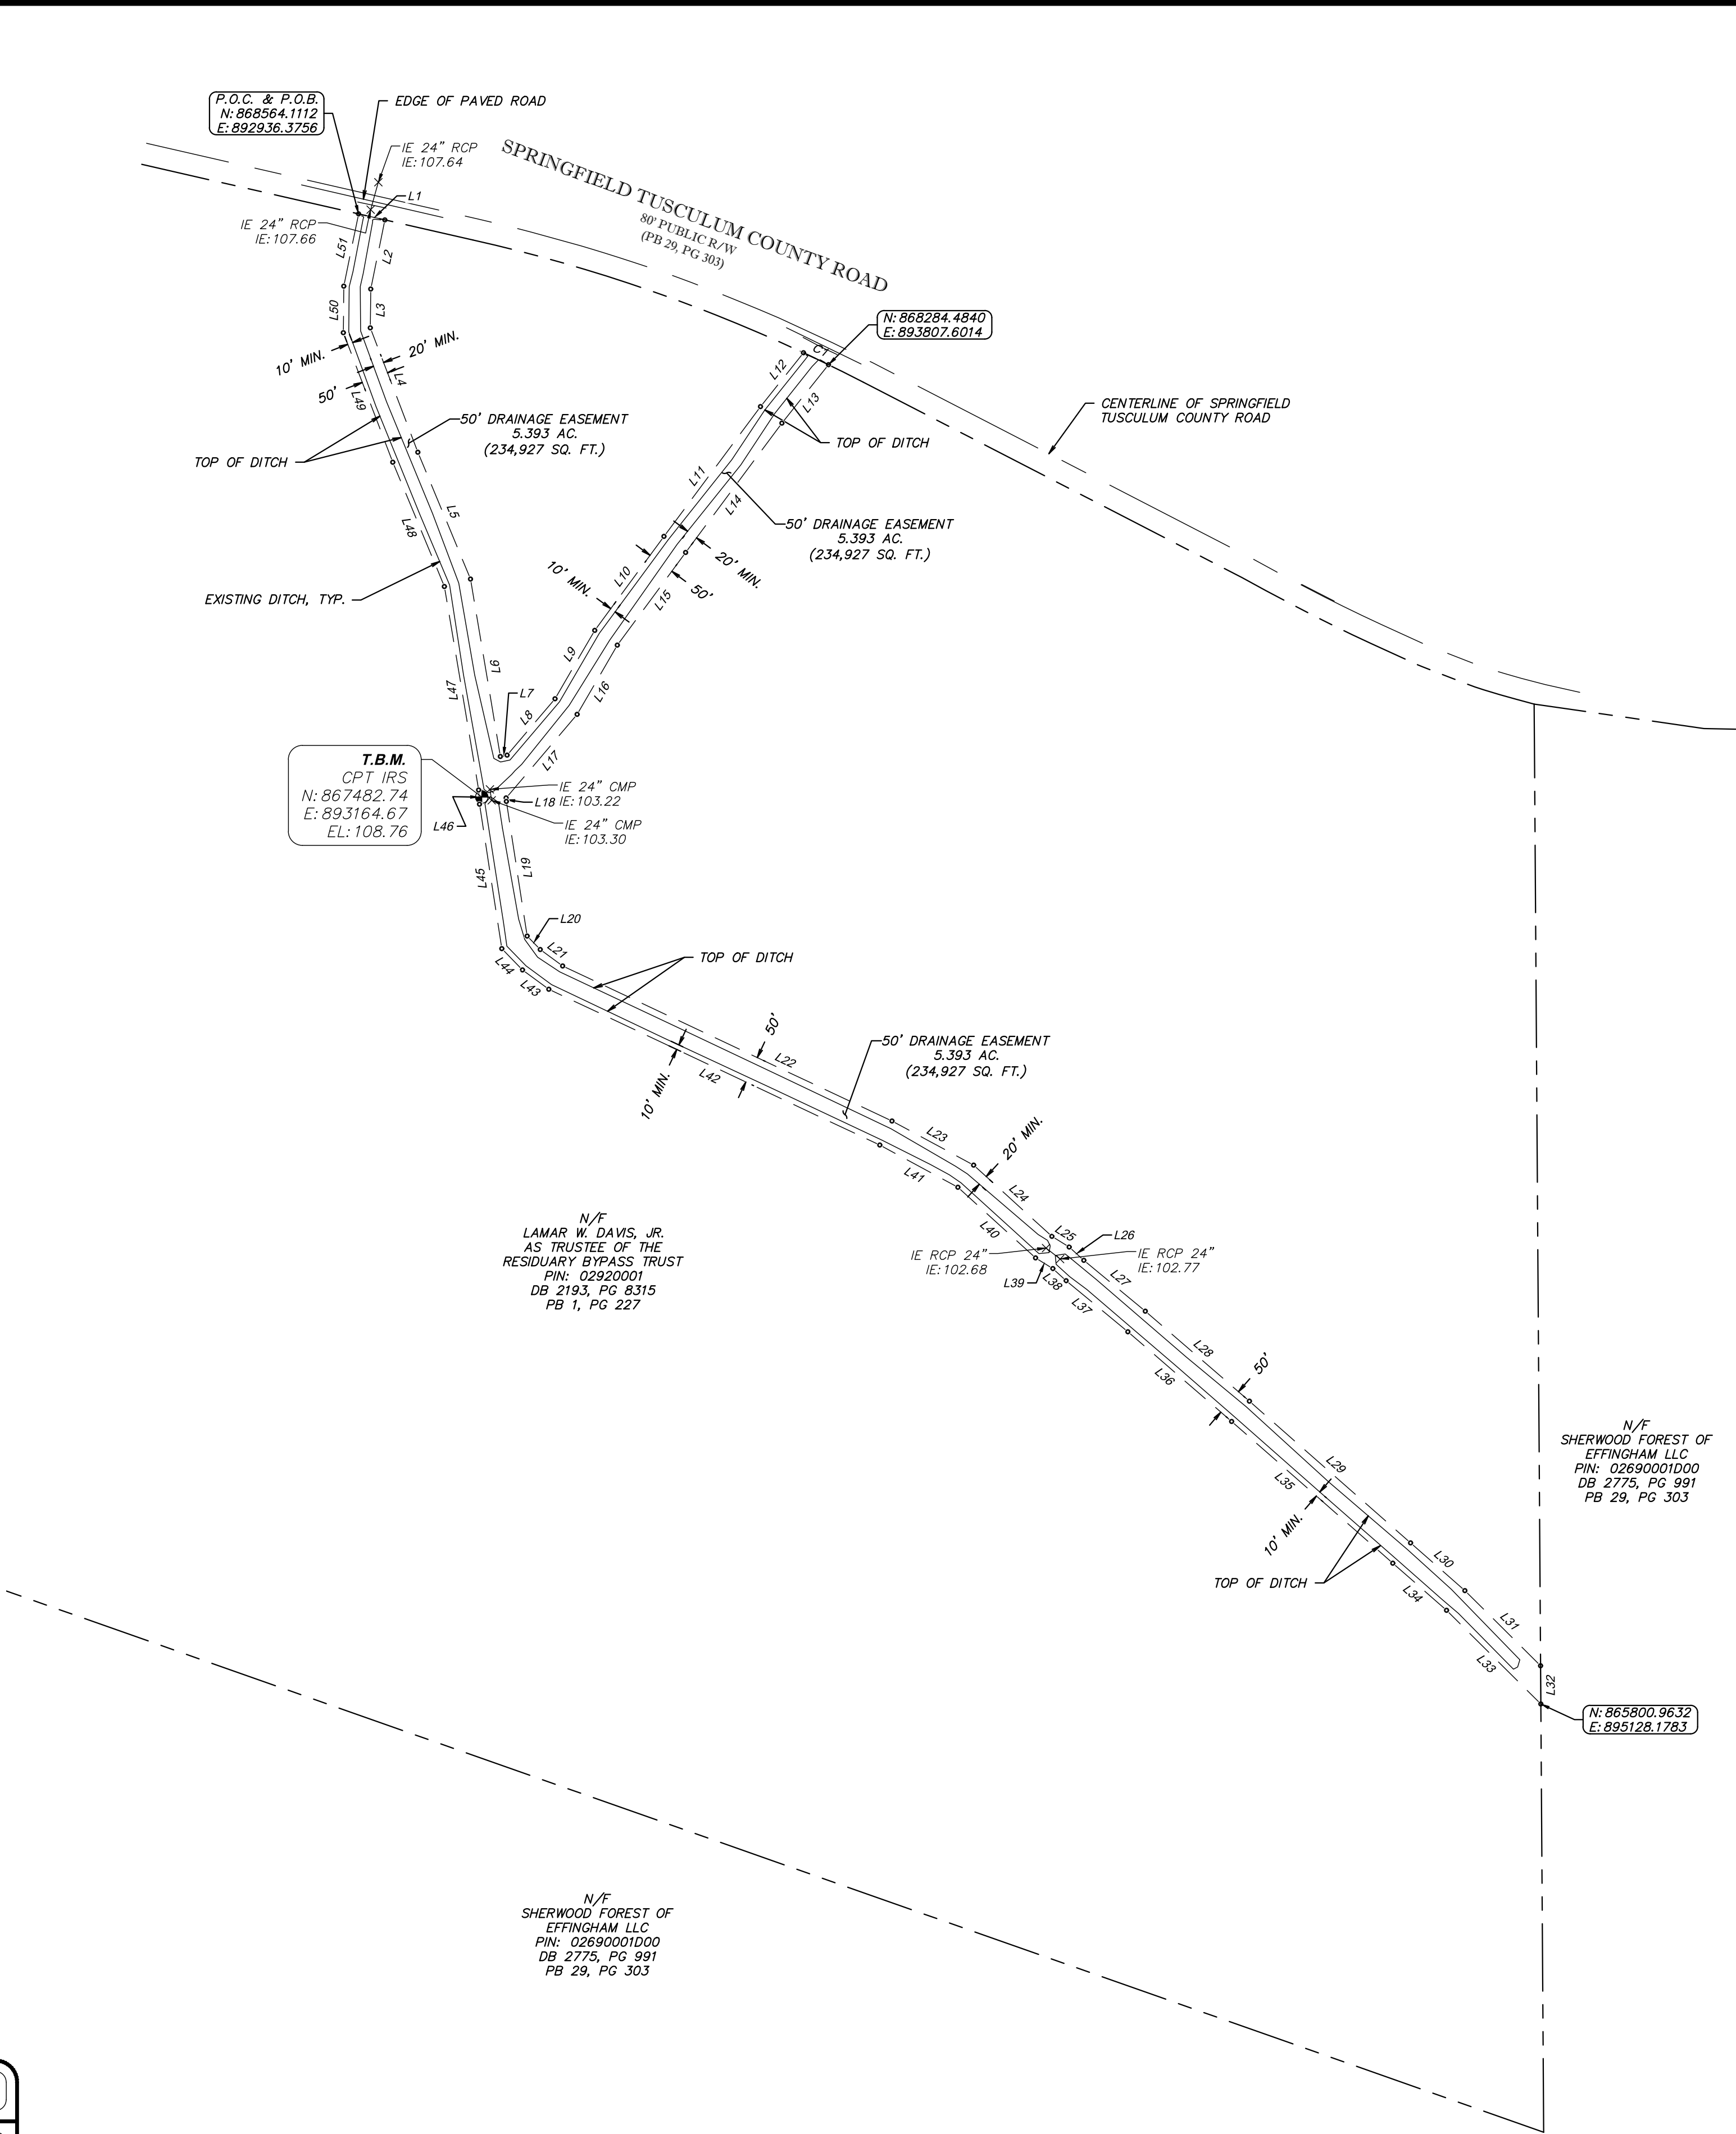 P.O.C. & P.O.B.
N: 868564.1112
E: 892936.3756
EDGE OF PAVED ROAD
IE 24" RCP
IE: 107.64
L1
IE 24" RCP
IE: 107.66
SPRINGFIELD TUSCULUM COUNTY ROAD
80' PUBLIC R/W
(PB 29, PG 303)
L51
L2
L50
L3
10' MIN.
20' MIN.
50'
L49
L4
N: 868284.4840
E: 893807.6014
C1
L12
L13
CENTERLINE OF SPRINGFIELD
TUSCULUM COUNTY ROAD
50' DRAINAGE EASEMENT
5.393 AC.
(234,927 SQ. FT.)
TOP OF DITCH
TOP OF DITCH
L11
L14
L5
L48
50' DRAINAGE EASEMENT
5.393 AC.
(234,927 SQ. FT.)
10' MIN.
20' MIN.
50'
L10
L15
EXISTING DITCH, TYP.
L9
L16
L6
L47
L7
L8
L17
T.B.M.
CPT IRS
N: 867482.74
E: 893164.67
EL: 108.76
IE 24" CMP
IE: 103.22
L18
IE 24" CMP
IE: 103.30
L46
L45
L19
L20
L21
L44
L43
TOP OF DITCH
50'
L22
10' MIN.
L42
50' DRAINAGE EASEMENT
5.393 AC.
(234,927 SQ. FT.)
L23
20' MIN.
L41
L24
L40
L25
L26
IE RCP 24"
IE: 102.68
IE RCP 24"
IE: 102.77
L39
L38
L27
L37
N/F
LAMAR W. DAVIS, JR.
AS TRUSTEE OF THE
RESIDUARY BYPASS TRUST
PIN: 02920001
DB 2193, PG 8315
PB 1, PG 227
L28
50'
L36
L29
L35
10' MIN.
N/F
SHERWOOD FOREST OF
EFFINGHAM LLC
PIN: 02690001D00
DB 2775, PG 991
PB 29, PG 303
L30
TOP OF DITCH
L34
L31
L33
L32
N: 865800.9632
E: 895128.1783
N/F
SHERWOOD FOREST OF
EFFINGHAM LLC
PIN: 02690001D00
DB 2775, PG 991
PB 29, PG 303